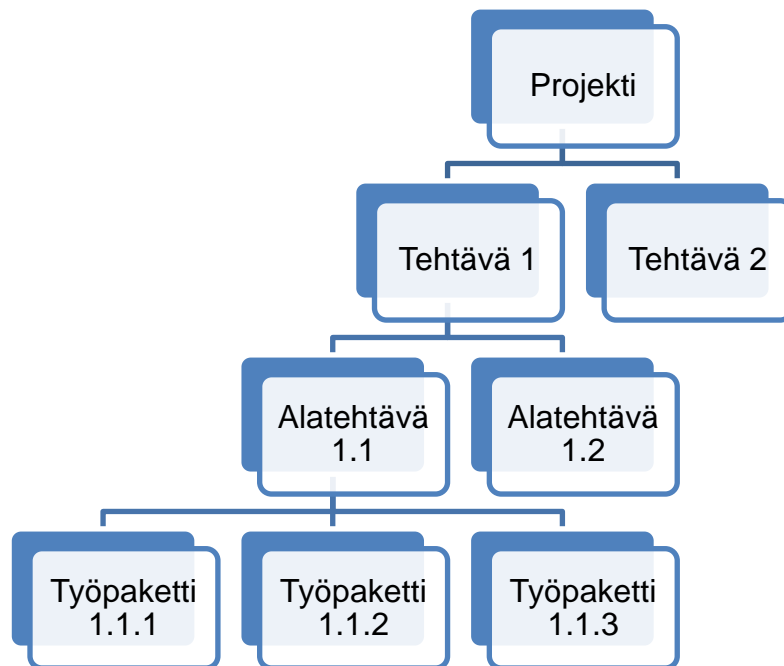 Projekti
Tehtävä 1
Tehtävä 2
Alatehtävä
1.1
Alatehtävä
1.2
Työpaketti
1.1.1
Työpaketti
1.1.2
Työpaketti
1.1.3